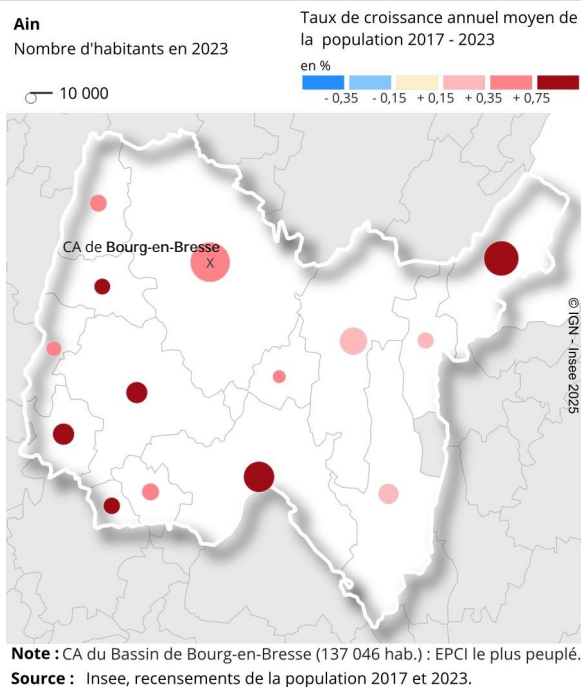 Ain
Nombre d'habitants en 2023
10 000
Taux de croissance annuel moyen de
la population 2017 - 2023
en %
- 0,35 - 0,15 + 0,15 + 0,35 + 0,75
CA de Bourg-en-Bresse
X
© IGN - Insee 2025
Note : CA du Bassin de Bourg-en-Bresse (137 046 hab.) : EPCI le plus peuplé.
Source : Insee, recensements de la population 2017 et 2023.